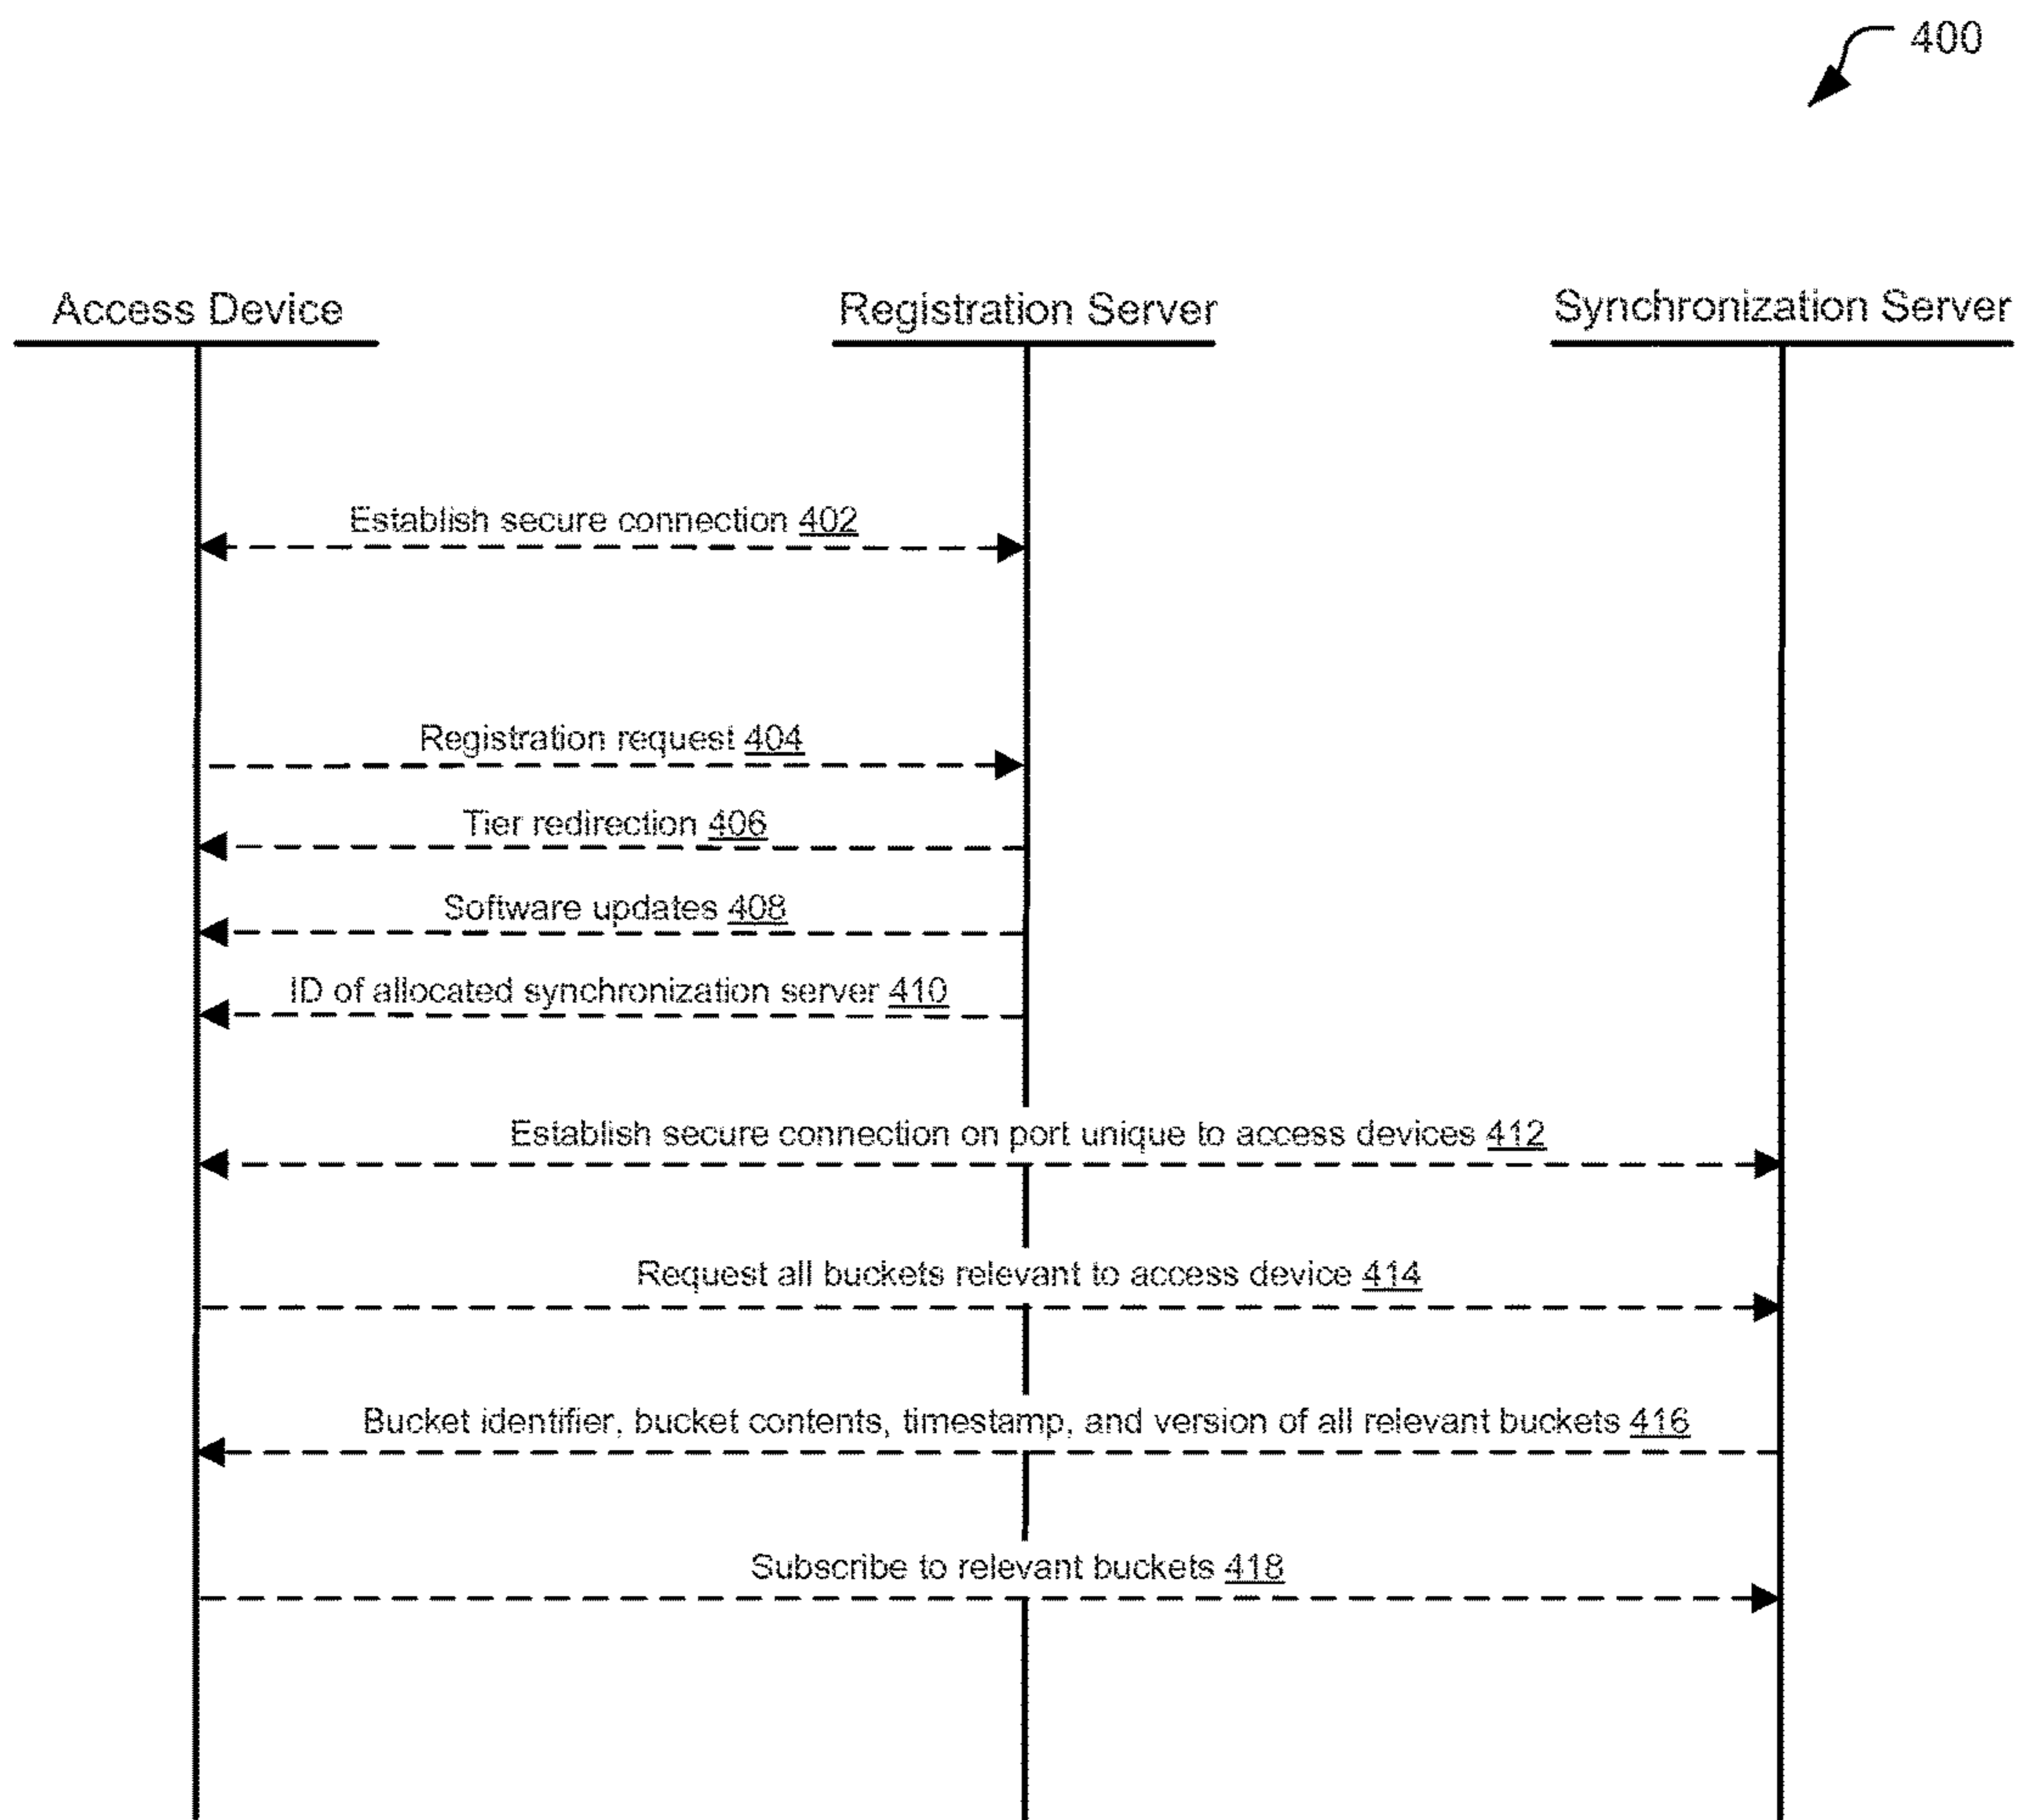 400
Access Device
Registration Server
Synchronization Server
Establish secure connection 402
Registration request 404
Tier redirection 406
Software updates 408
ID of allocated synchronization server 410
Establish secure connection on port unique to access devices 412
Request all buckets relevant to access device 414
Bucket identifier, bucket contents, timestamp, and version of all relevant buckets 416
Subscribe to relevant buckets 418